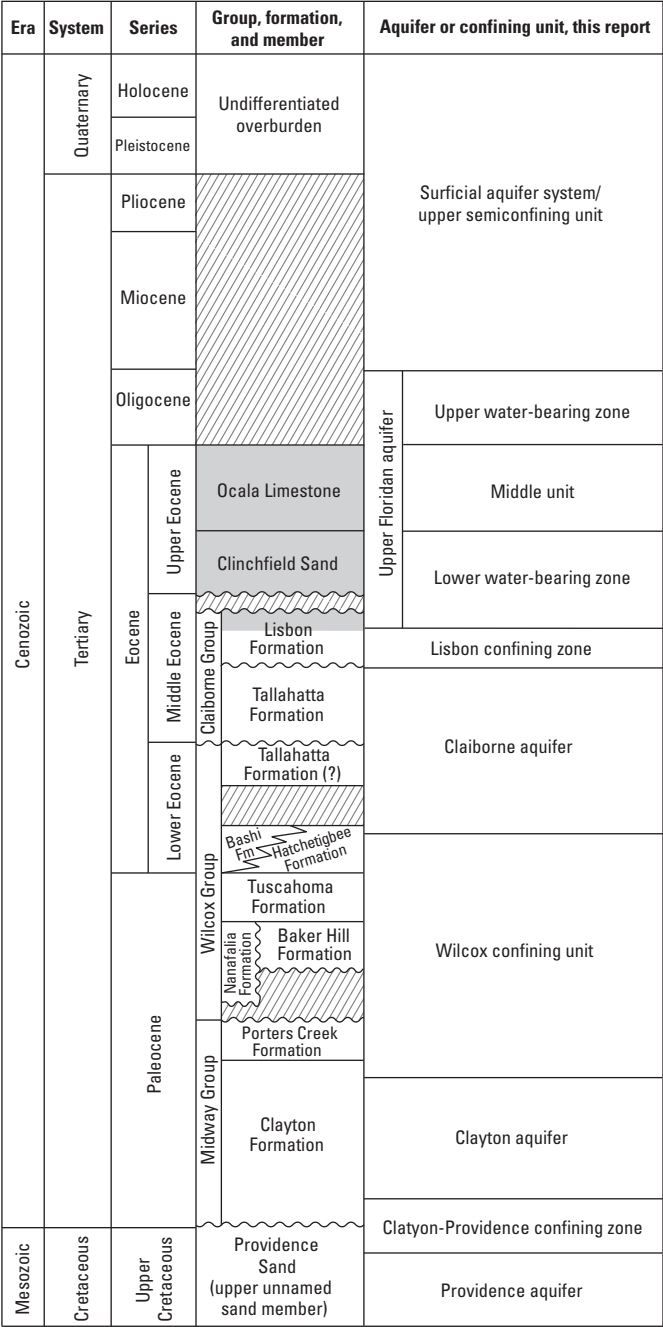 Era
System
Series
Group, formation,
and member
Aquifer or confining unit, this report
Cenozoic
Mesozoic
Quaternary
Tertiary
Cretaceous
Holocene
Pleistocene
Pliocene
Miocene
Oligocene
Eocene
Upper Eocene
Middle Eocene
Lower Eocene
Paleocene
Upper
Cretaceous
Undifferentiated
overburden
Ocala Limestone
Clinchfield Sand
Claiborne Group
Lisbon
Formation
Tallahatta
Formation
Wilcox Group
Tallahatta
Formation (?)
Bashi
Fm
Hatchetigbee
Formation
Tuscahoma
Formation
Nanafalia
Formation
Baker Hill
Formation
Midway Group
Porters Creek
Formation
Clayton
Formation
Providence
Sand
(upper unnamed
sand member)
Surficial aquifer system/
upper semiconfining unit
Upper Floridan aquifer
Upper water-bearing zone
Middle unit
Lower water-bearing zone
Lisbon confining zone
Claiborne aquifer
Wilcox confining unit
Clayton aquifer
Clatyon-Providence confining zone
Providence aquifer